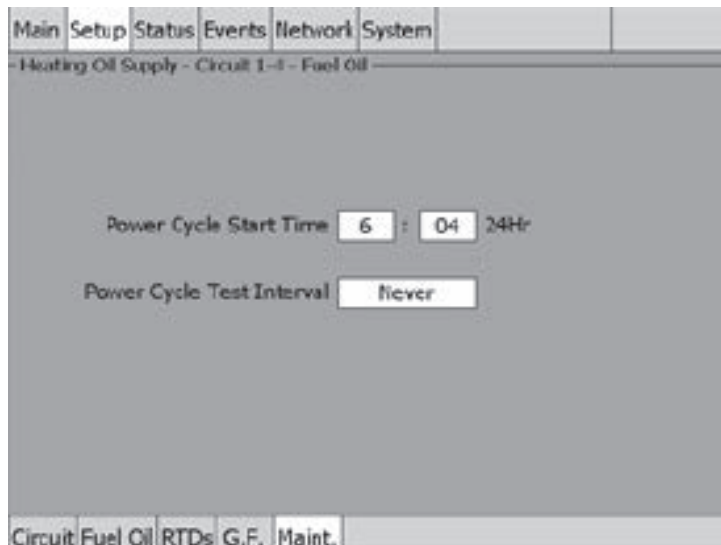 Main Setup Status Events Network System
Heating Oil Supply - Circuit 1-4 - Fuel Oil
Power Cycle Start Time 6 : 04 24Hr
Power Cycle Test Interval Never
Circuit Fuel Oil RTDs G.F. Maint.